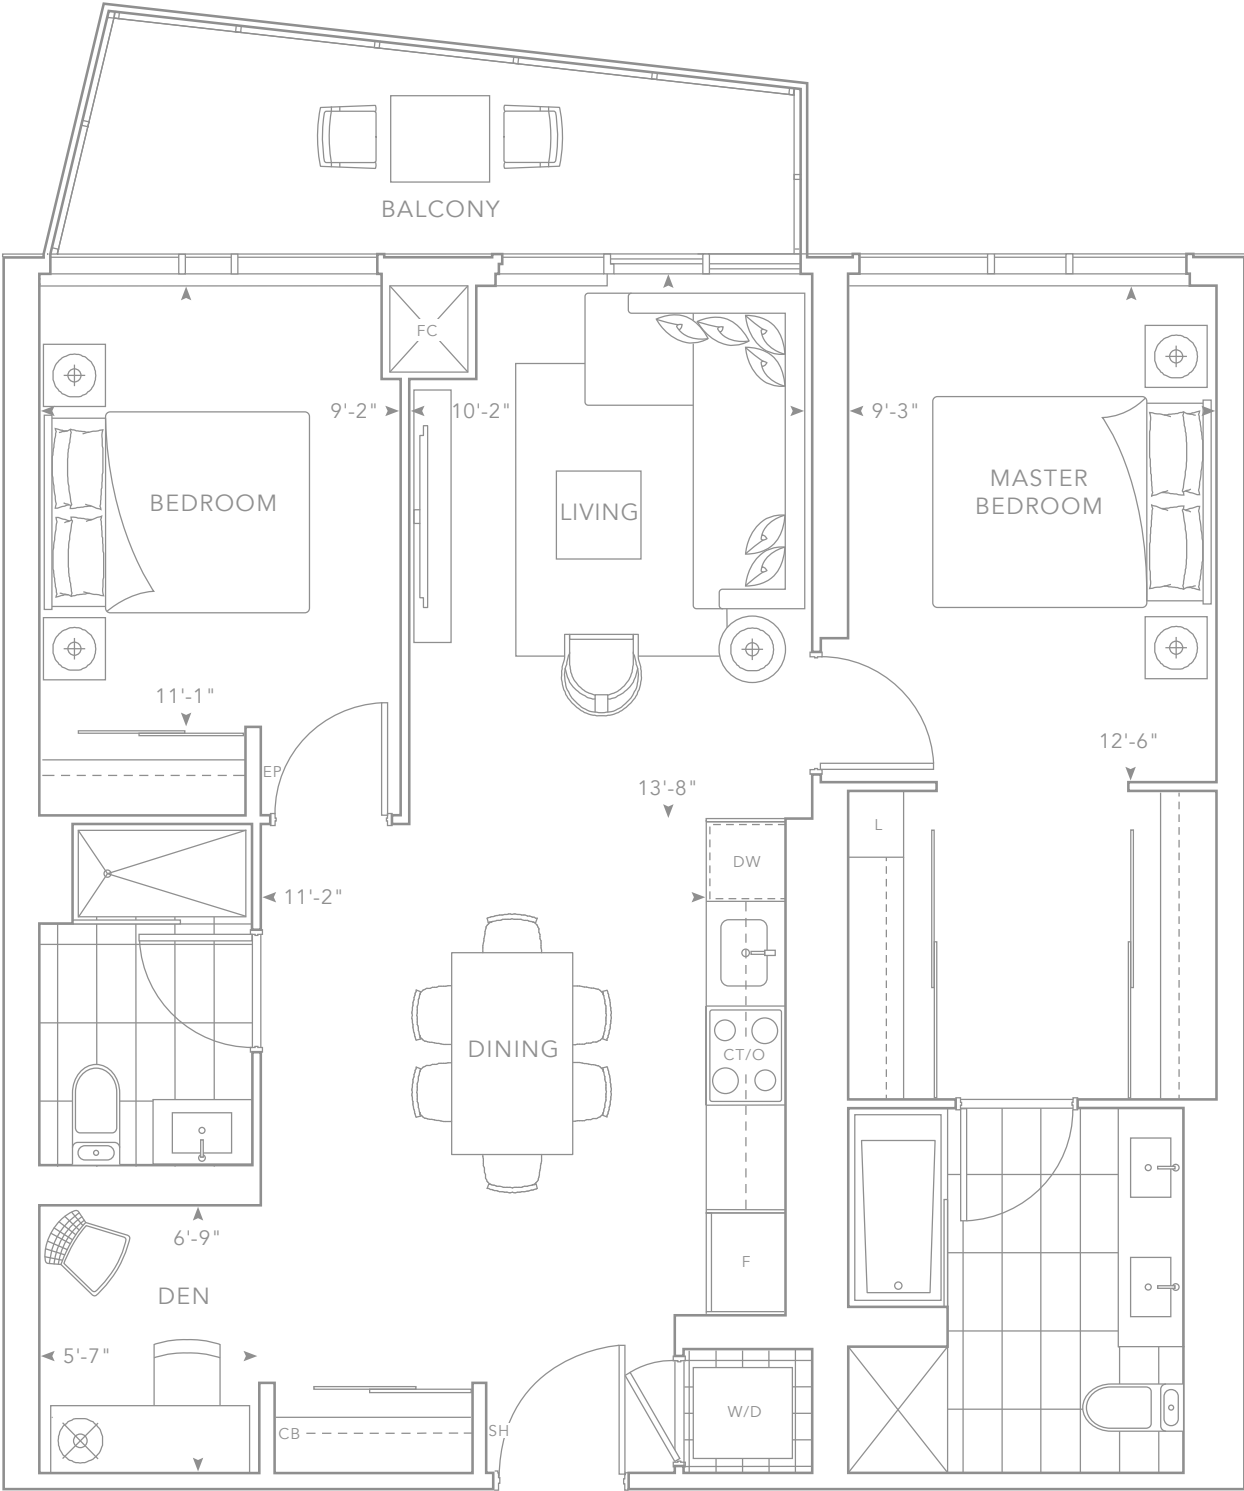 BALCONY
FC
9'-2"
10'-2"
9'-3"
BEDROOM
LIVING
MASTER
BEDROOM
11'-1"
EP
13'-8"
12'-6"
L
DW
11'-2"
DINING
CT/O
6'-9"
F
DEN
5'-7"
CB
SH
W/D